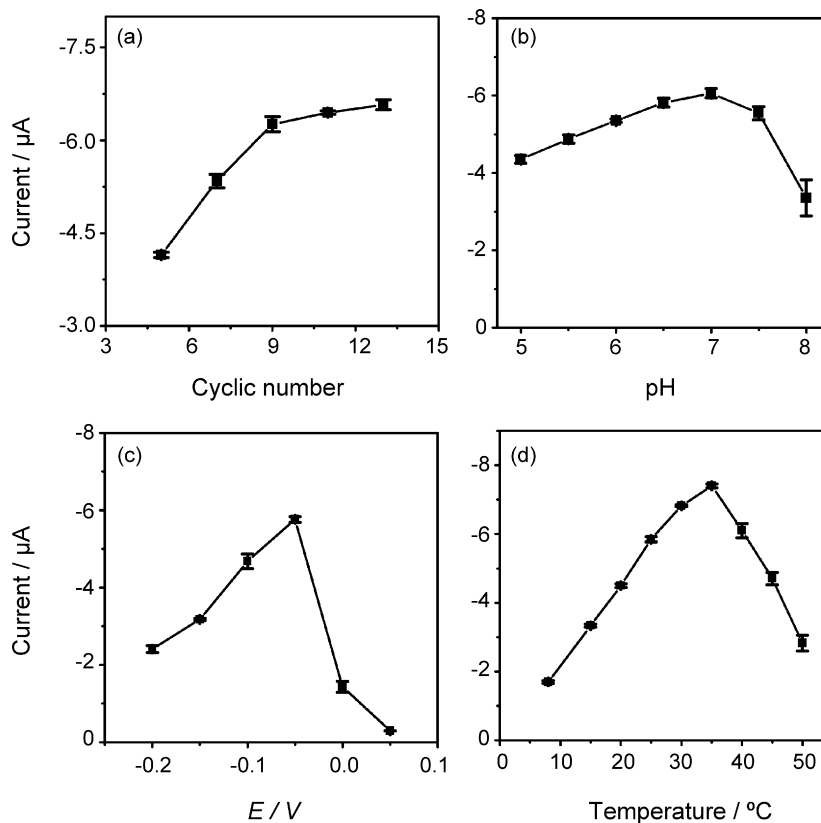 (a)
-7.5
-6.0
-4.5
-3.0
Current / µA
3 6 9 12 15
Cyclic number
(b)
-8
-6
-4
-2
0
5 6 7 8
pH
(c)
-8
-6
-4
-2
0
Current / µA
-0.2 -0.1 0.0 0.1
E / V
(d)
-8
-6
-4
-2
0
0 10 20 30 40 50
Temperature / ºC